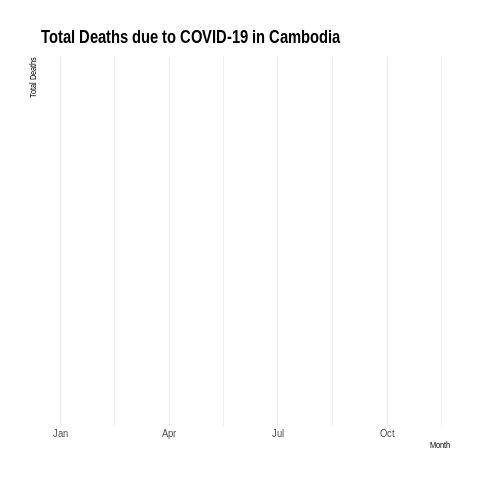 Total Deaths due to COVID-19 in Cambodia
Total Deaths
Jan Apr Jul Oct
Month